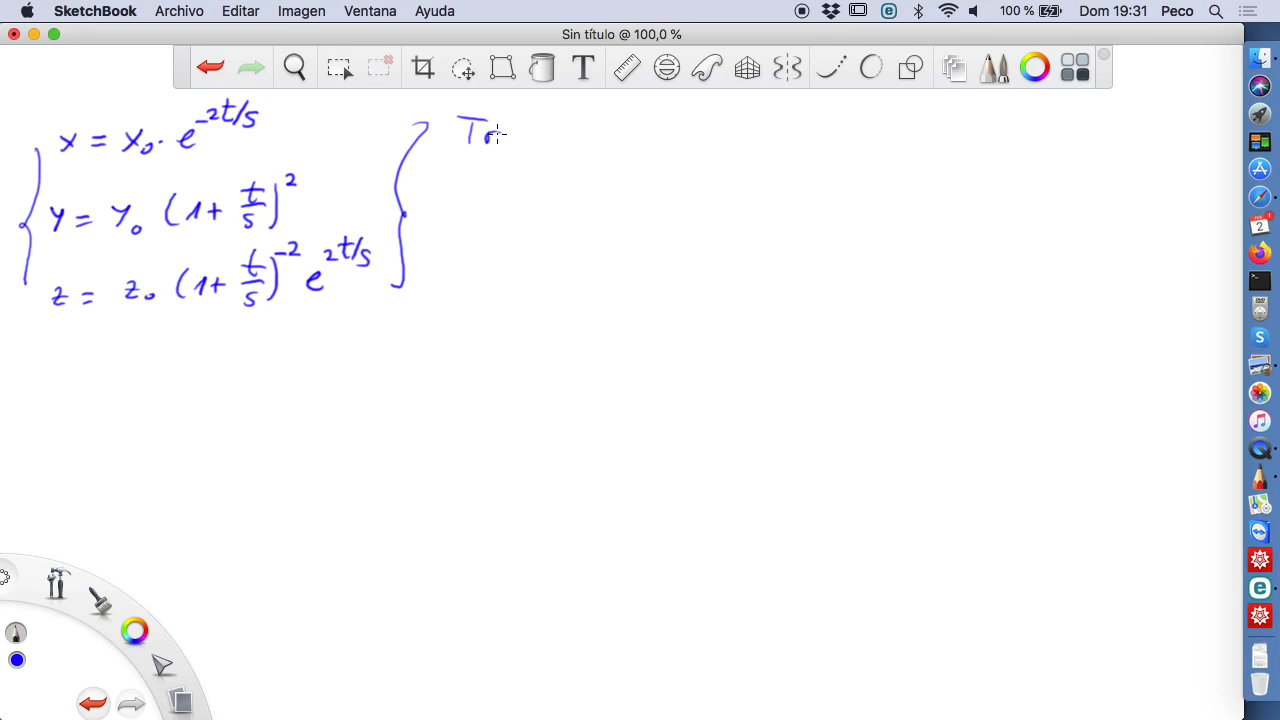 SketchBook Archivo Editar Imagen Ventana Ayuda 100 % Dom 19:31 Peco
Sin título @ 100,0 %
x = x₀ · e^(-2t/s)
y = y₀ (1 + t/s)²
z = z₀ (1 + t/s)⁻² e^(2t/s)
Tr